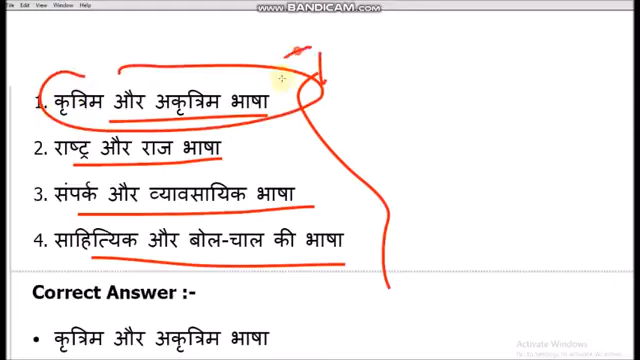 www.BANDICAM.com
File Edit View Window Help
1. कृत्रिम और अकृत्रिम भाषा
2. राष्ट्र और राज भाषा
3. संपर्क और व्यावसायिक भाषा
4. साहित्यिक और बोल-चाल की भाषा
Correct Answer :-
• कृत्रिम और अकृत्रिम भाषा
Activate Windows